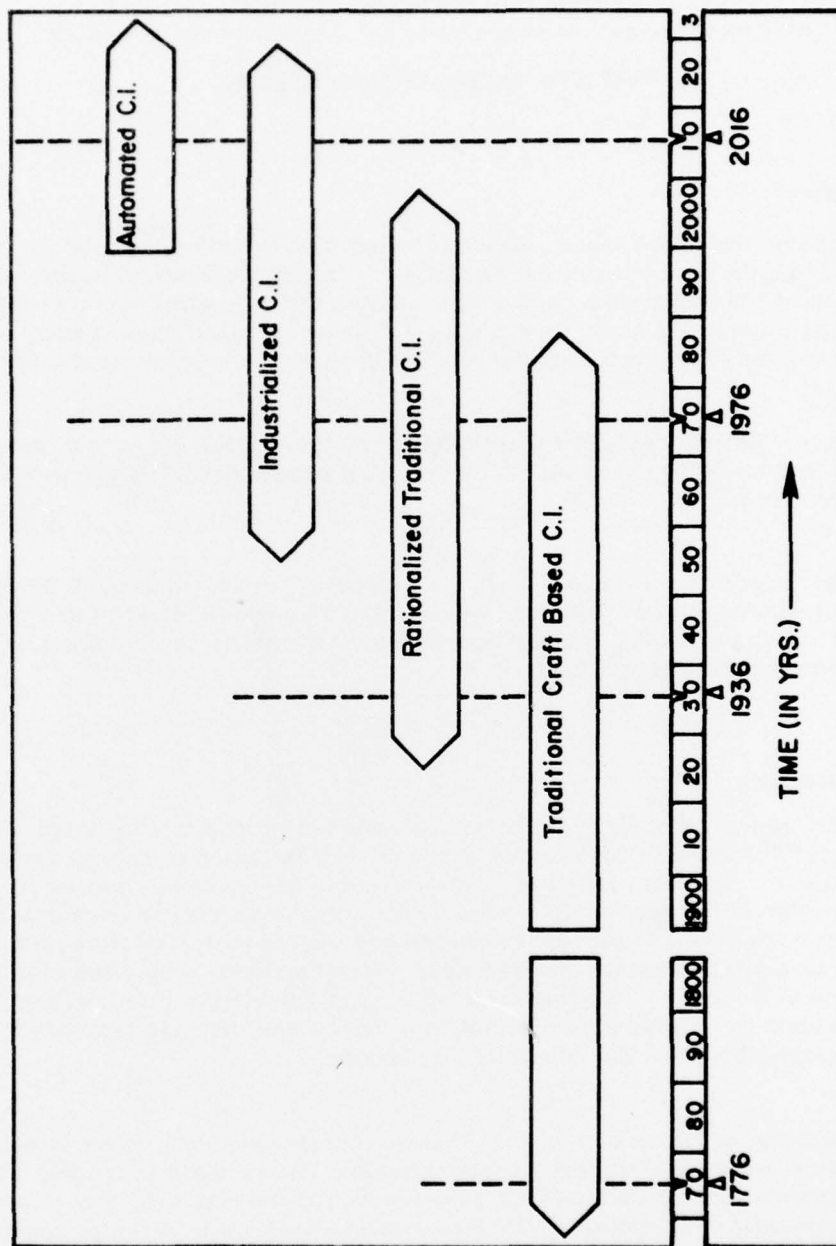 Automated C.I.
Industrialized C.I.
Rationalized Traditional C.I.
Traditional Craft Based C.I.
70 80 90 1800 1900 10 20 30 40 50 60 70 80 90 2000 10 20 3
1776 1936 1976 2016
TIME (IN YRS.)